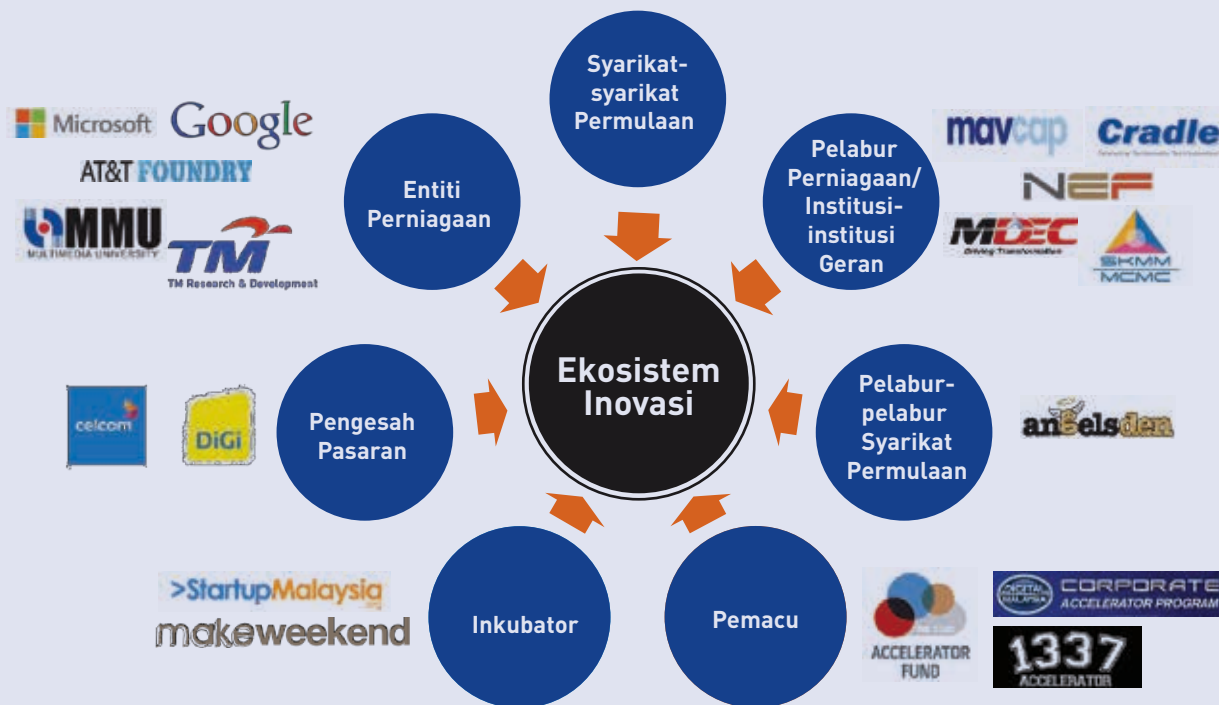 Syarikat-
syarikat
Permulaan
Pelabur
Perniagaan/
Institusi-
institusi
Geran
mavcap
Cradle
NEF
MDEC
Driving Transformation
SKMM
MCMC
Pelabur-
pelabur
Syarikat
Permulaan
angelsden
Pemacu
ACCELERATOR
FUND
CORPORATE
ACCELERATOR PROGRAM
1337
ACCELERATOR
Inkubator
>StartupMalaysia
makeweekend
Pengesah
Pasaran
celcom
DiGi
Entiti
Perniagaan
Microsoft
Google
AT&T FOUNDRY
MMU
MULTIMEDIA UNIVERSITY
TM
TM Research & Development
Ekosistem
Inovasi